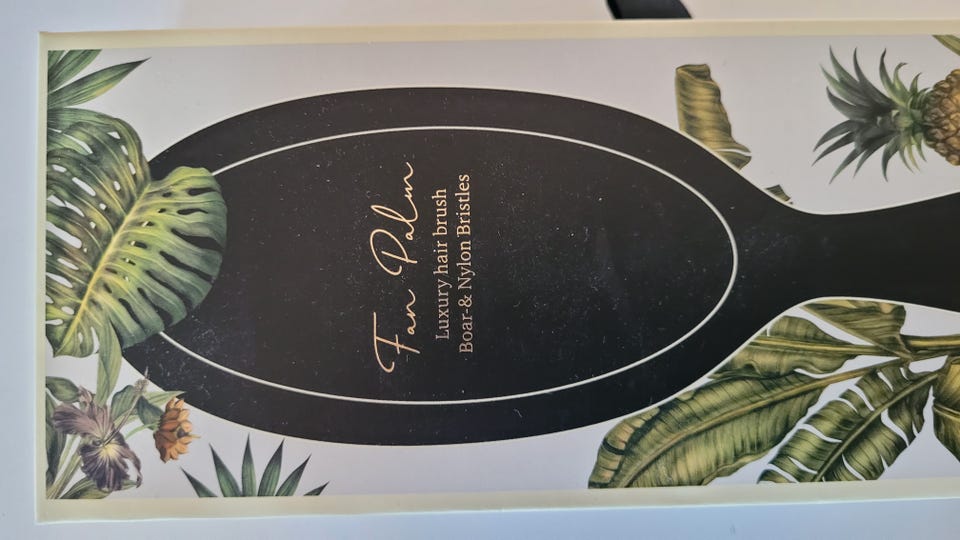 Fan Palm
Luxury hair brush
Boar-& Nylon Bristles